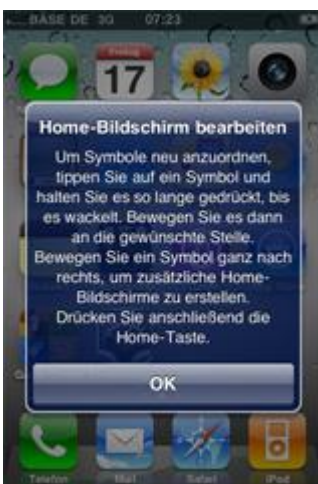 BASE DE 3G 07:23
Freitag
17
Home-Bildschirm bearbeiten
Um Symbole neu anzuordnen,
tippen Sie auf ein Symbol und
halten Sie es so lange gedrückt, bis
es wackelt. Bewegen Sie es dann
an die gewünschte Stelle.
Bewegen Sie ein Symbol ganz nach
rechts, um zusätzliche Home-
Bildschirme zu erstellen.
Drücken Sie anschließend die
Home-Taste.
OK
Telefon Mail Safari iPod